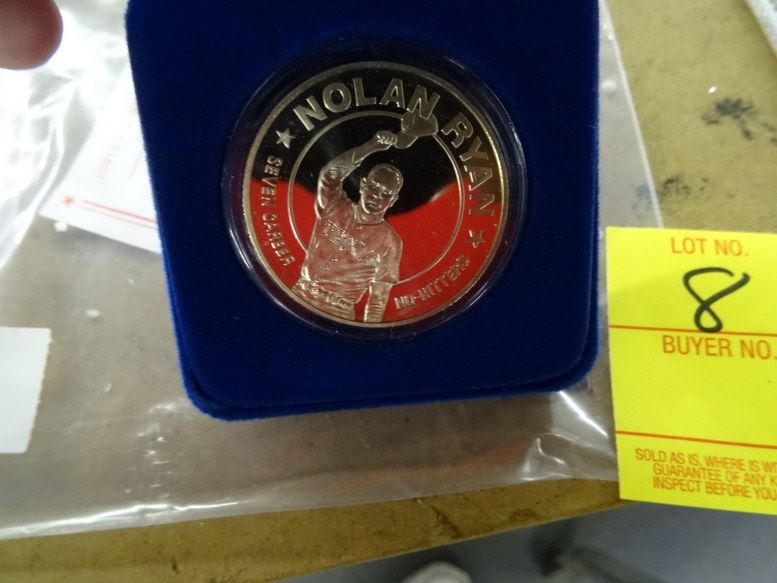 NOLAN RYAN
SEVEN CAREER
NO-HITTERS
TEXAS
LOT NO.
8
BUYER NO.
SOLD AS IS, WHERE IS
GUARANTEE OF ANY
INSPECT BEFORE YOU